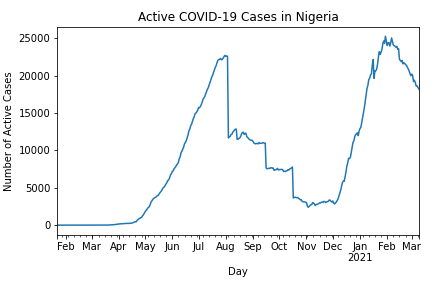 Active COVID-19 Cases in Nigeria
Number of Active Cases
25000
20000
15000
10000
5000
0
Feb Mar Apr May Jun Jul Aug Sep Oct Nov Dec Jan Feb Mar
2021
Day